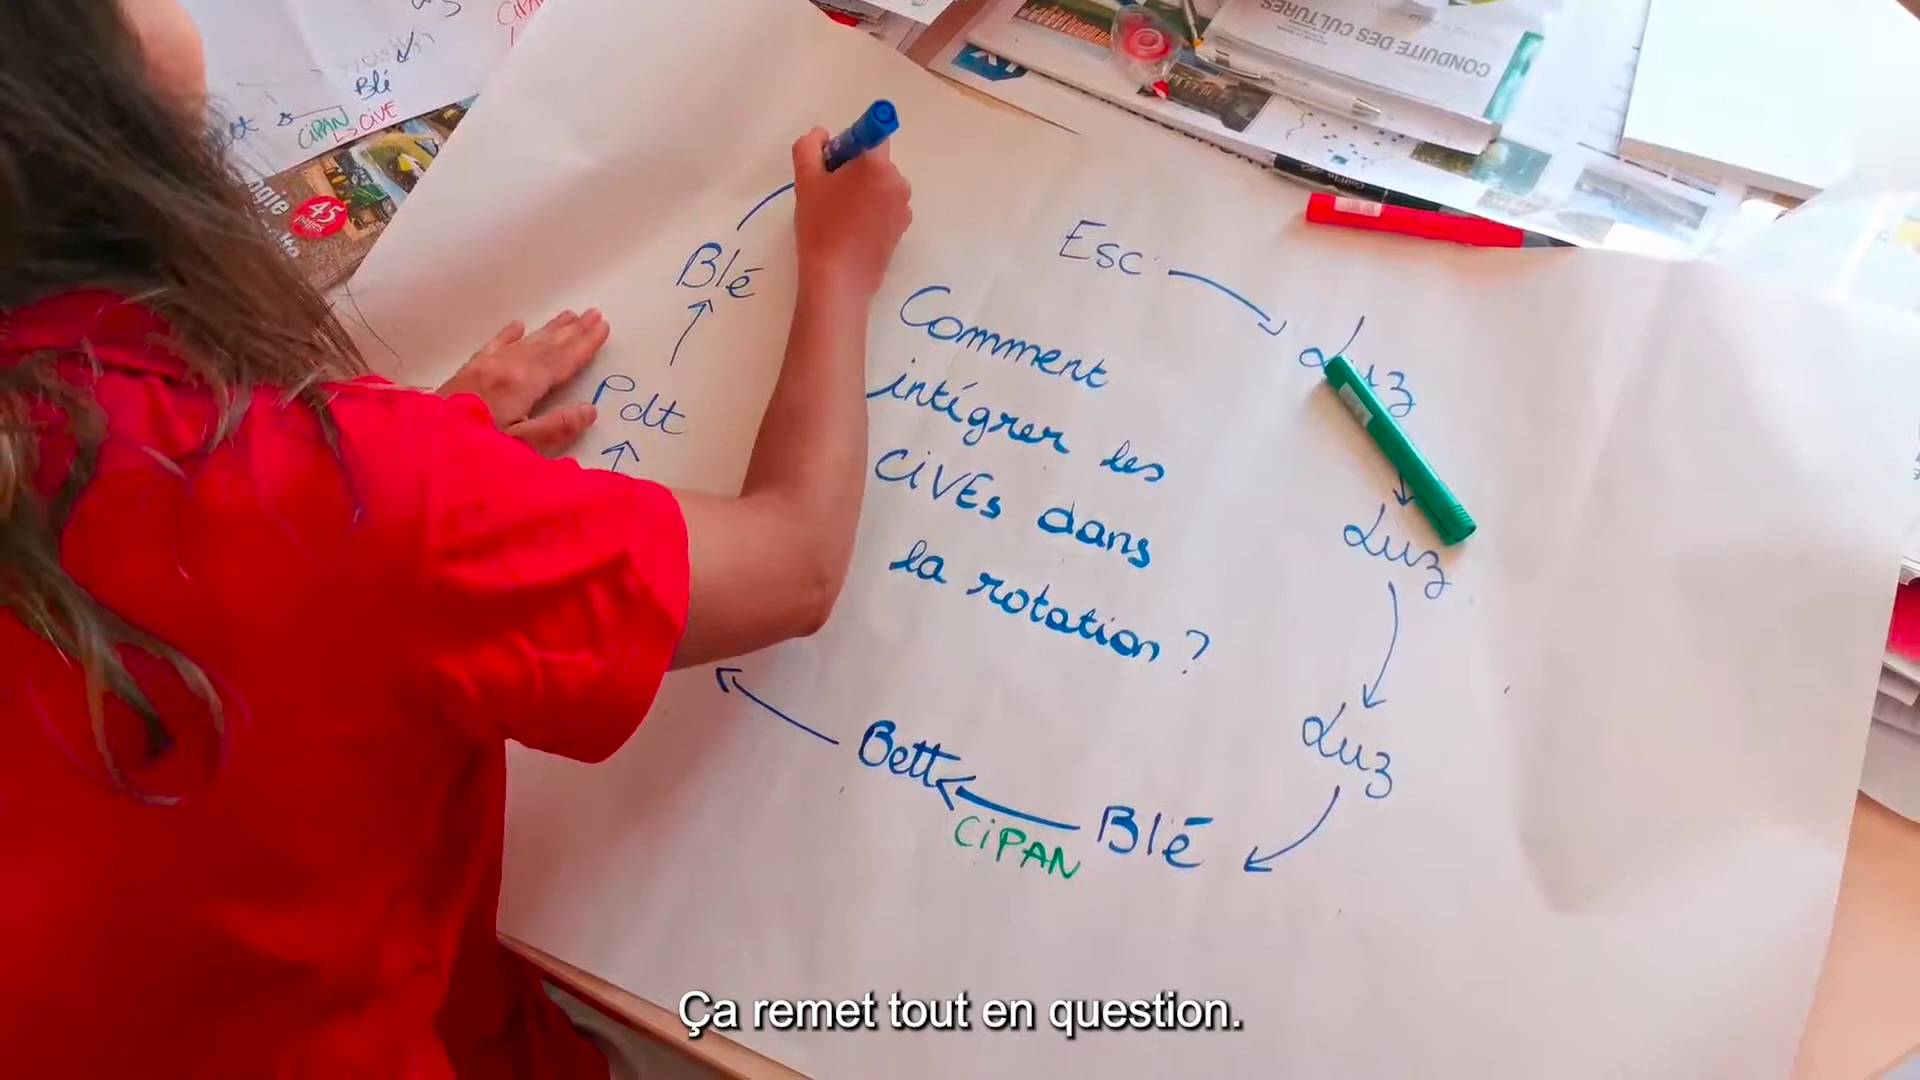 Blé
CiPAN
↳ CiVE
45
pages
CONDUITE DES CULTURES
Esc
Blé
Luz
Comment
intégrer les
CiVEs dans
la rotation ?
Pdt
Luz
Luz
Bett
Blé
CiPAN
Ça remet tout en question.